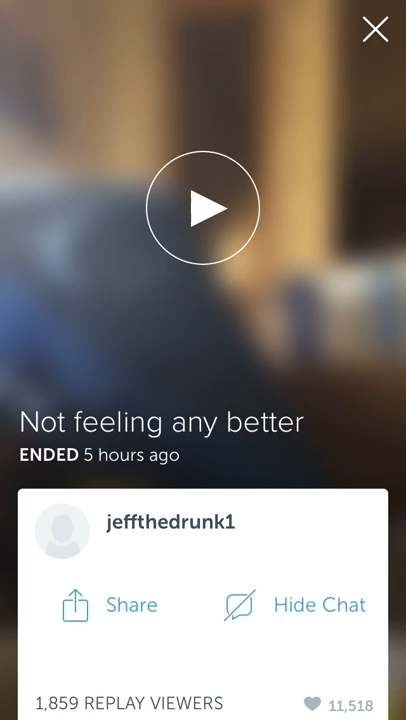 Not feeling any better
ENDED 5 hours ago
jeffthedrunk1
Share
Hide Chat
1,859 REPLAY VIEWERS
11,518